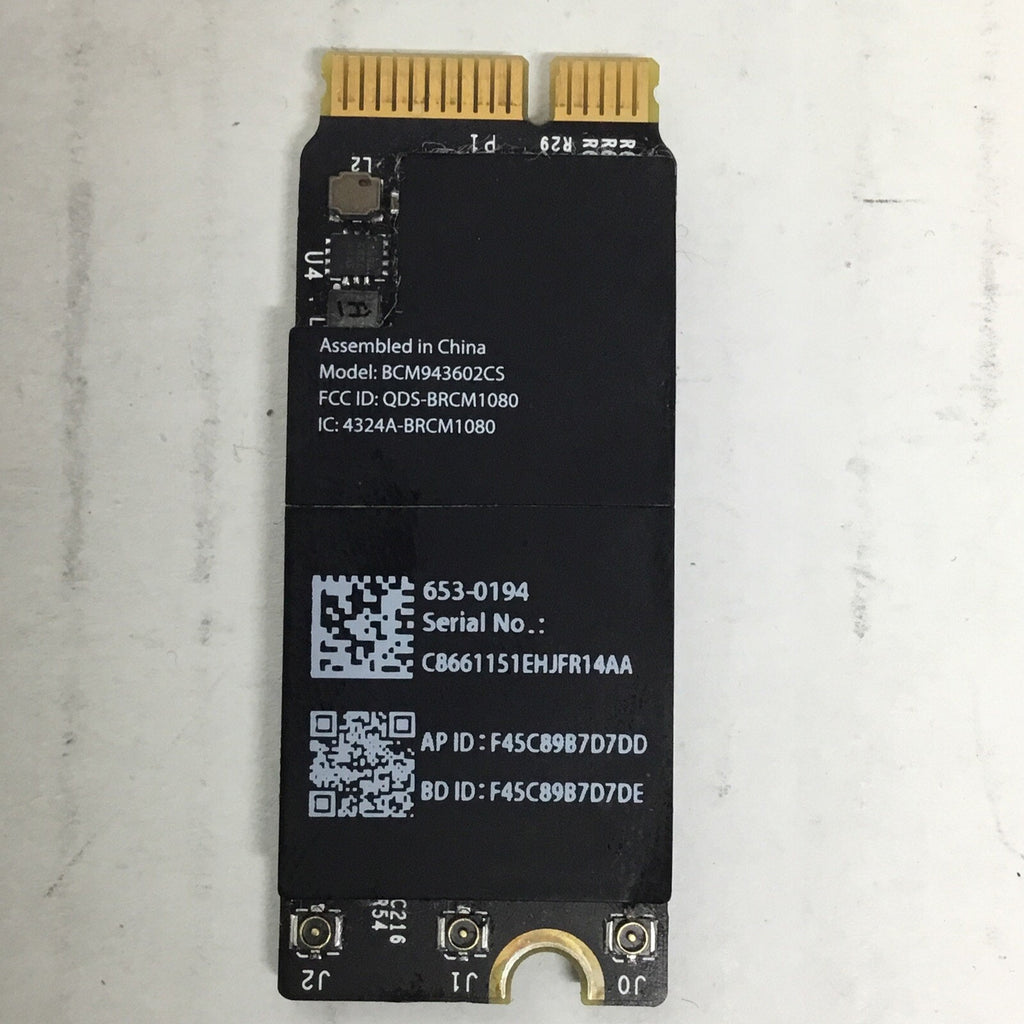 P1
R29
L2
U4
Assembled in China
Model: BCM943602CS
FCC ID: QDS-BRCM1080
IC: 4324A-BRCM1080
653-0194
Serial No.:
C8661151EHJFR14AA
AP ID: F45C89B7D7DD
BD ID: F45C89B7D7DE
C216
R54
J2
J1
J0